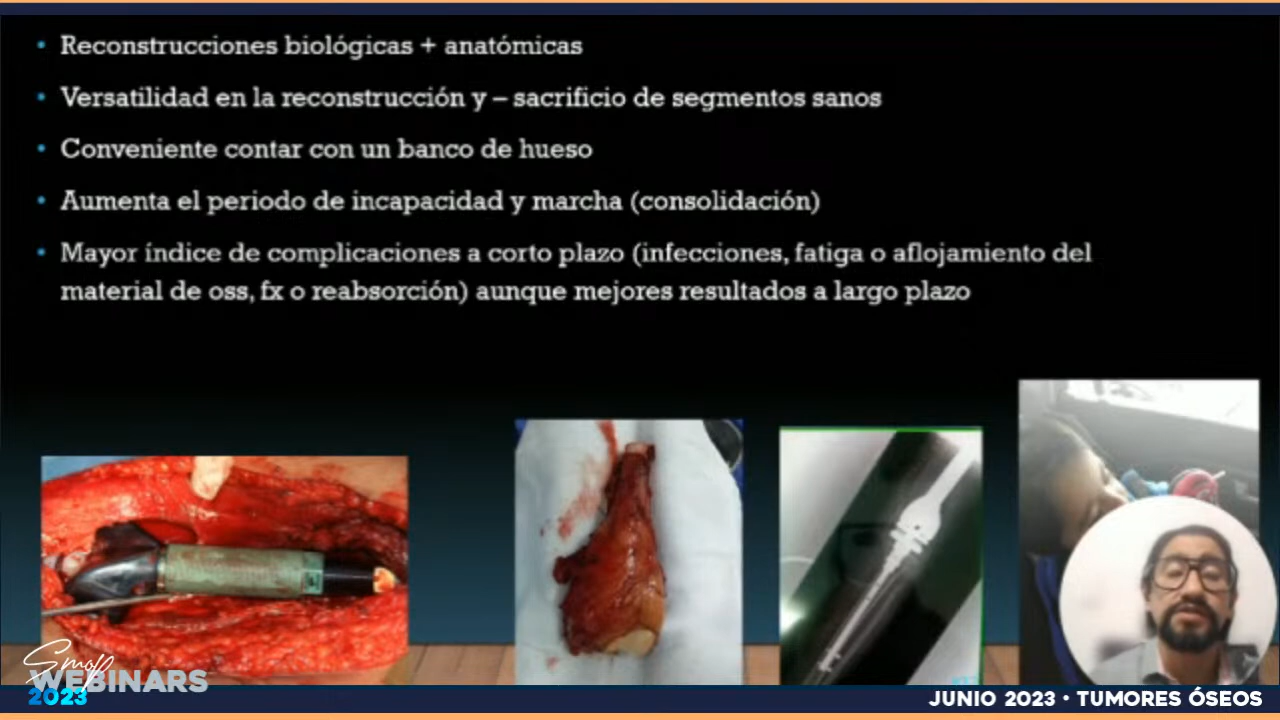 Reconstrucciones biológicas + anatómicas
Versatilidad en la reconstrucción y – sacrificio de segmentos sanos
Conveniente contar con un banco de hueso
Aumenta el periodo de incapacidad y marcha (consolidación)
Mayor índice de complicaciones a corto plazo (infecciones, fatiga o aflojamiento del
material de oss, fx o reabsorción) aunque mejores resultados a largo plazo
Smop
WEBINARS
2023
JUNIO 2023 • TUMORES ÓSEOS